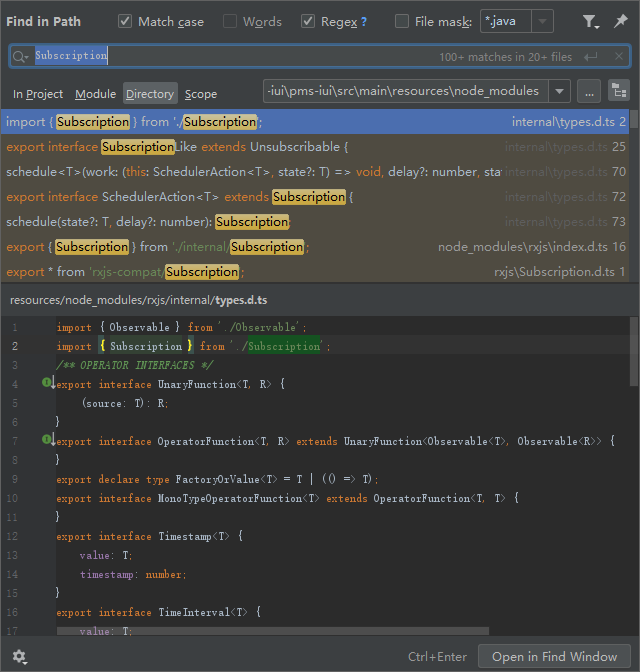 Find in Path Match case Words Regex ? File mask: *.java
Subscription 100+ matches in 20+ files
In Project Module Directory Scope -iui\pms-iui\src\main\resources\node_modules ...
import { Subscription } from './Subscription'; internal\types.d.ts 2
export interface SubscriptionLike extends Unsubscribable { internal\types.d.ts 25
schedule<T>(work: (this: SchedulerAction<T>, state?: T) => void, delay?: number, stat internal\types.d.ts 70
export interface SchedulerAction<T> extends Subscription { internal\types.d.ts 72
schedule(state?: T, delay?: number): Subscription; internal\types.d.ts 73
export { Subscription } from './internal/Subscription'; node_modules\rxjs\index.d.ts 16
export * from 'rxjs-compat/Subscription'; rxjs\Subscription.d.ts 1
resources/node_modules/rxjs/internal/types.d.ts
1 import { Observable } from './Observable';
2 import { Subscription } from './Subscription';
3 /** OPERATOR INTERFACES */
4 export interface UnaryFunction<T, R> {
5 (source: T): R;
6 }
7 export interface OperatorFunction<T, R> extends UnaryFunction<Observable<T>, Observable<R>> {
8 }
9 export declare type FactoryOrValue<T> = T | (() => T);
10 export interface MonoTypeOperatorFunction<T> extends OperatorFunction<T, T> {
11 }
12 export interface Timestamp<T> {
13 value: T;
14 timestamp: number;
15 }
16 export interface TimeInterval<T> {
17 value: T;
Ctrl+Enter Open in Find Window